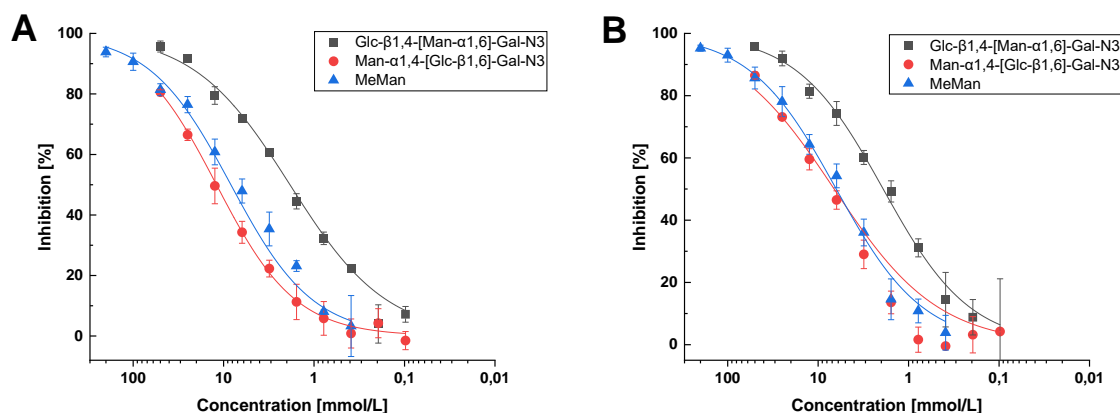 A
Glc-β1,4-[Man-α1,6]-Gal-N3
Man-α1,4-[Glc-β1,6]-Gal-N3
MeMan
Inhibition [%]
100
80
60
40
20
0
100
10
1
0,1
0,01
Concentration [mmol/L]
B
Glc-β1,4-[Man-α1,6]-Gal-N3
Man-α1,4-[Glc-β1,6]-Gal-N3
MeMan
Inhibition [%]
100
80
60
40
20
0
100
10
1
0,1
0,01
Concentration [mmol/L]